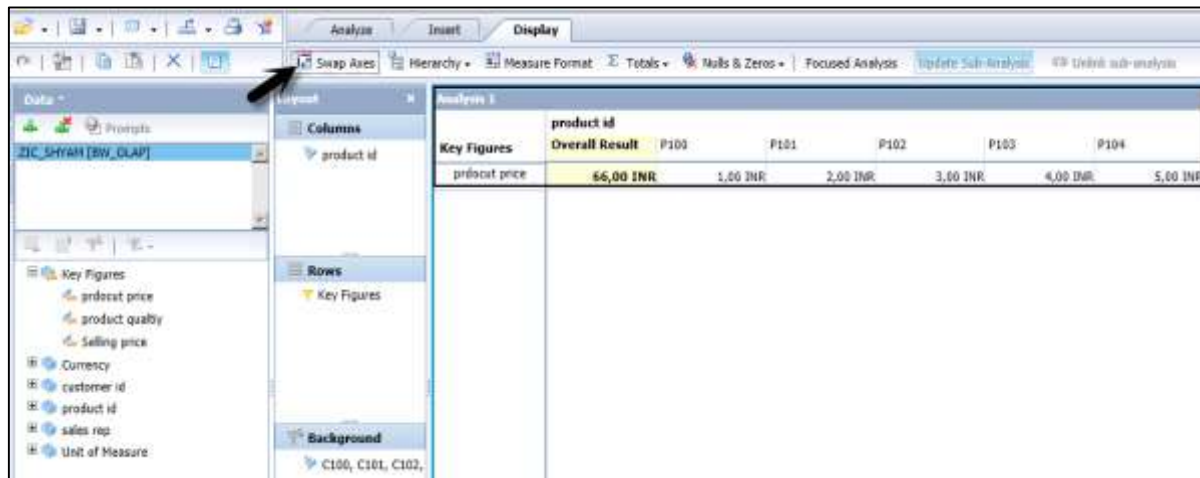 Analyze Insert Display
Swap Axes Hierarchy Measure Format Σ Totals Nulls & Zeros Focused Analysis Update Sub-Analysis Unlink sub-analysis
Data
Prompts
ZIC_SHYAM [BW_OLAP]
Key Figures
prdocut price
product qualtiy
Selling price
Currency
customer id
product id
sales rep
Unit of Measure
Layout
Columns
product id
Rows
Key Figures
Background
C100, C101, C102,
Analysis 1
product id
Key Figures Overall Result P100 P101 P102 P103 P104
prdocut price 66,00 INR 1,00 INR 2,00 INR 3,00 INR 4,00 INR 5,00 INR